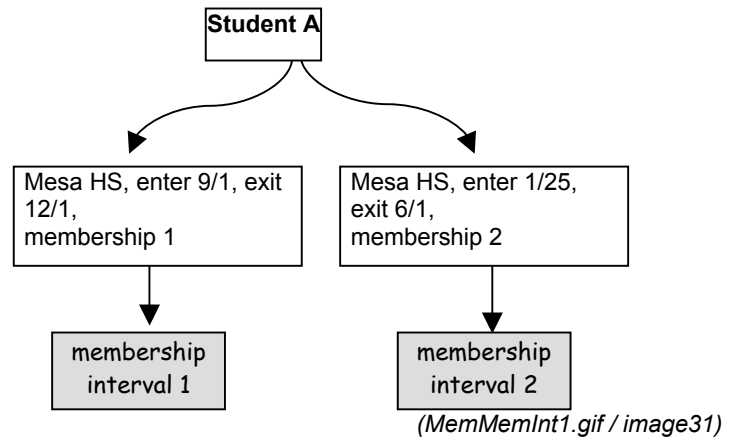 Student A
Mesa HS, enter 9/1, exit
12/1,
membership 1
Mesa HS, enter 1/25,
exit 6/1,
membership 2
membership
interval 1
membership
interval 2
(MemMemInt1.gif / image31)